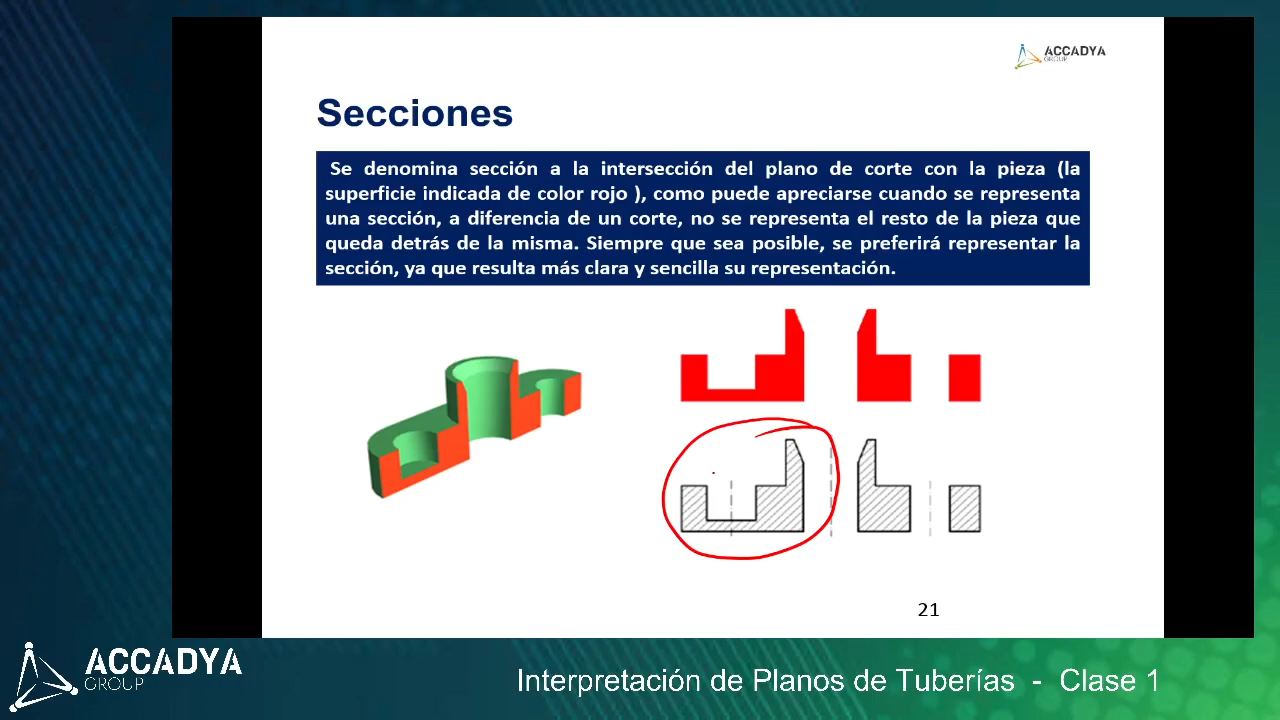 ACCADYA
GROUP
Secciones
Se denomina sección a la intersección del plano de corte con la pieza (la
superficie indicada de color rojo ), como puede apreciarse cuando se representa
una sección, a diferencia de un corte, no se representa el resto de la pieza que
queda detrás de la misma. Siempre que sea posible, se preferirá representar la
sección, ya que resulta más clara y sencilla su representación.
21
ACCADYA
GROUP
Interpretación de Planos de Tuberías - Clase 1